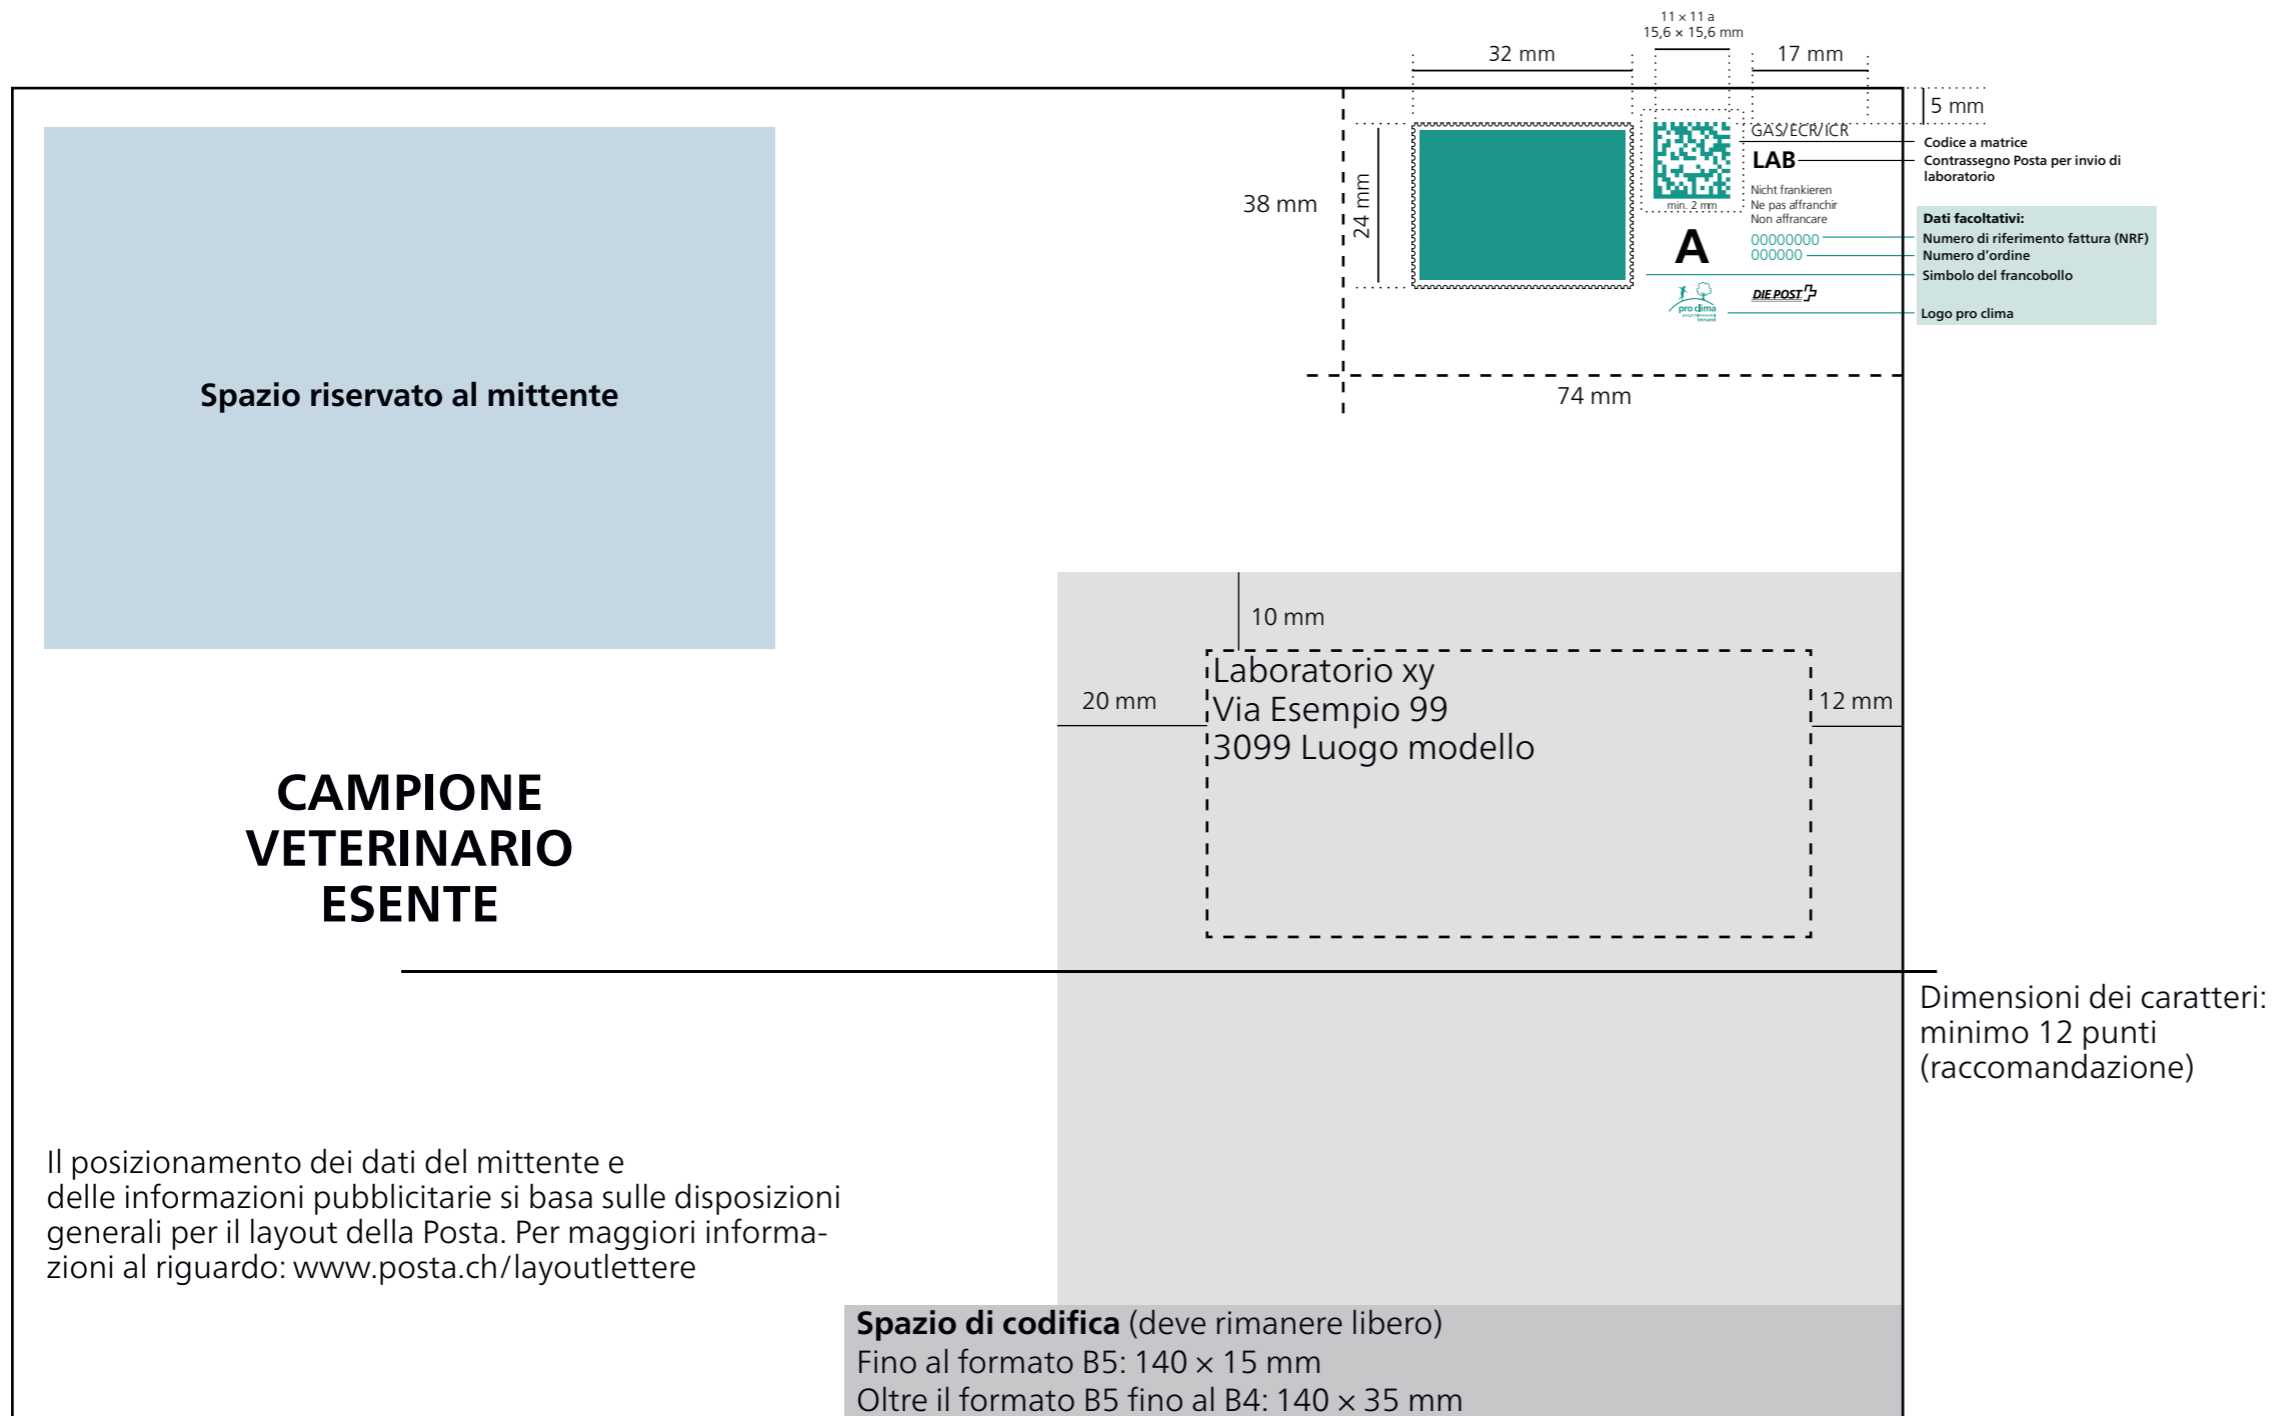 11 × 11 a
15,6 × 15,6 mm
32 mm
17 mm
5 mm
GAS/ECR/ICR
Codice a matrice
LAB
Contrassegno Posta per invio di
laboratorio
38 mm
24 mm
min. 2 mm
Nicht frankieren
Ne pas affranchir
Non affrancare
A
00000000
000000
Dati facoltativi:
Numero di riferimento fattura (NRF)
Numero d’ordine
Simbolo del francobollo
pro clima
DIE POST
Logo pro clima
74 mm
Spazio riservato al mittente
10 mm
20 mm
12 mm
Laboratorio xy
Via Esempio 99
3099 Luogo modello
CAMPIONE
VETERINARIO
ESENTE
Dimensioni dei caratteri:
minimo 12 punti
(raccomandazione)
Il posizionamento dei dati del mittente e
delle informazioni pubblicitarie si basa sulle disposizioni
generali per il layout della Posta. Per maggiori informa-
zioni al riguardo: www.posta.ch/layoutlettere
Spazio di codifica (deve rimanere libero)
Fino al formato B5: 140 × 15 mm
Oltre il formato B5 fino al B4: 140 × 35 mm